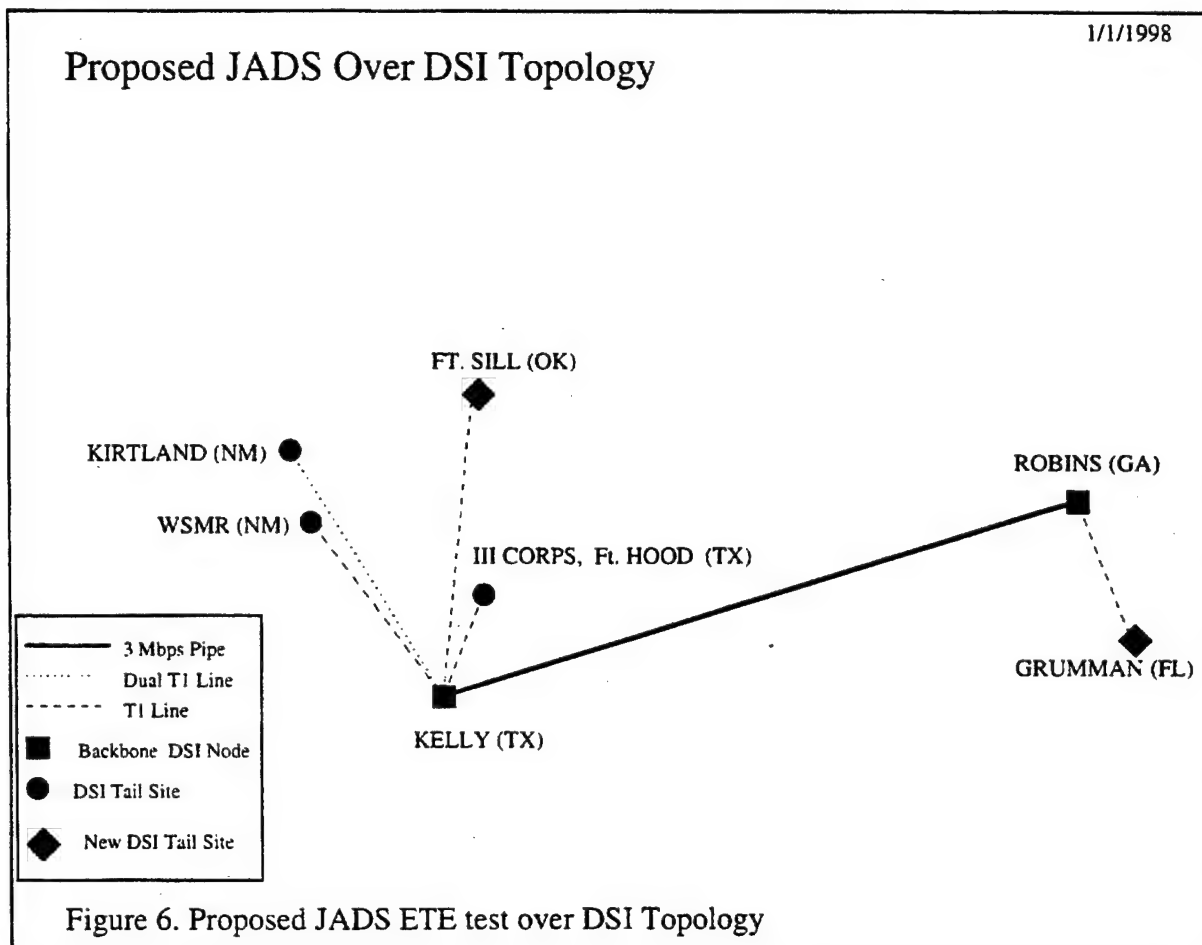 1/1/1998
Proposed JADS Over DSI Topology
FT. SILL (OK)
KIRTLAND (NM)
ROBINS (GA)
WSMR (NM)
III CORPS, Ft. HOOD (TX)
3 Mbps Pipe
Dual T1 Line
T1 Line
Backbone DSI Node
DSI Tail Site
New DSI Tail Site
GRUMMAN (FL)
KELLY (TX)
Figure 6. Proposed JADS ETE test over DSI Topology